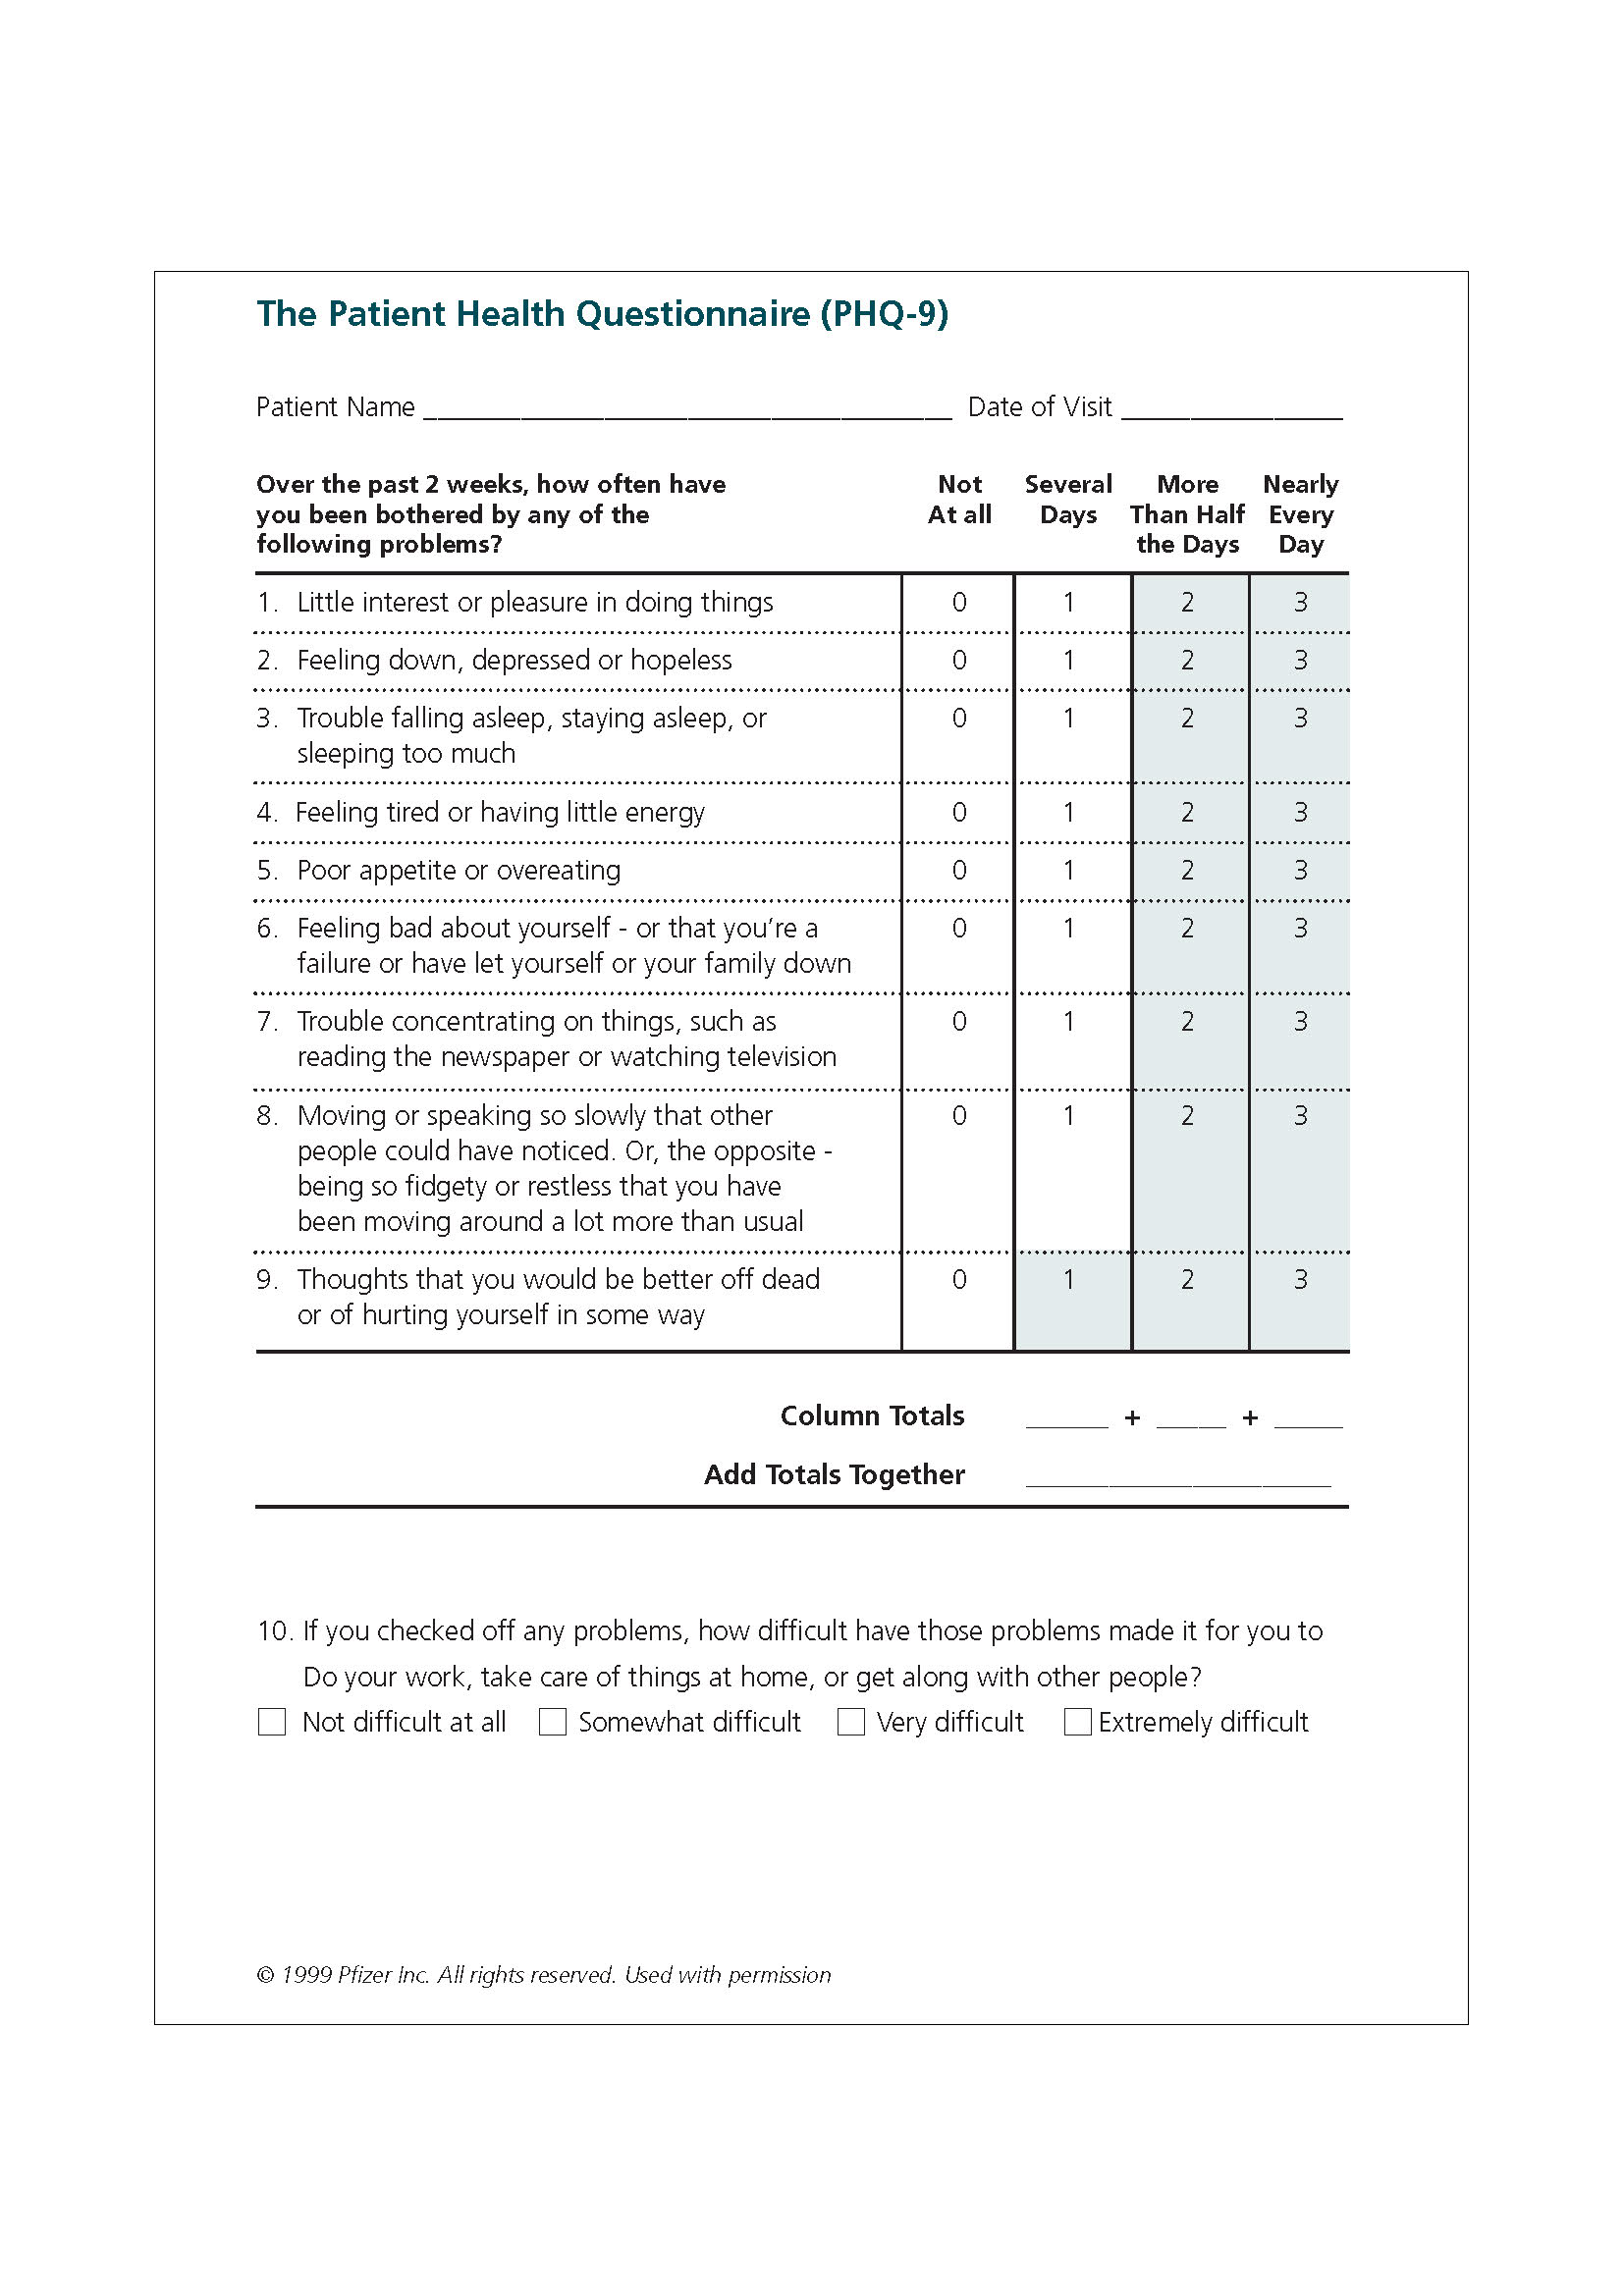 The Patient Health Questionnaire (PHQ-9)
Patient Name ______________________________________ Date of Visit ________________
Over the past 2 weeks, how often have you been bothered by any of the following problems?
Not At all
Several Days
More Than Half the Days
Nearly Every Day
1. Little interest or pleasure in doing things 0 1 2 3
2. Feeling down, depressed or hopeless 0 1 2 3
3. Trouble falling asleep, staying asleep, or 0 1 2 3
sleeping too much
4. Feeling tired or having little energy 0 1 2 3
5. Poor appetite or overeating 0 1 2 3
6. Feeling bad about yourself - or that you’re a 0 1 2 3
failure or have let yourself or your family down
7. Trouble concentrating on things, such as 0 1 2 3
reading the newspaper or watching television
8. Moving or speaking so slowly that other 0 1 2 3
people could have noticed. Or, the opposite -
being so fidgety or restless that you have
been moving around a lot more than usual
9. Thoughts that you would be better off dead 0 1 2 3
or of hurting yourself in some way
Column Totals ______ + _____ + _____
Add Totals Together ______________________
10. If you checked off any problems, how difficult have those problems made it for you to
Do your work, take care of things at home, or get along with other people?
☐ Not difficult at all ☐ Somewhat difficult ☐ Very difficult ☐ Extremely difficult
© 1999 Pfizer Inc. All rights reserved. Used with permission